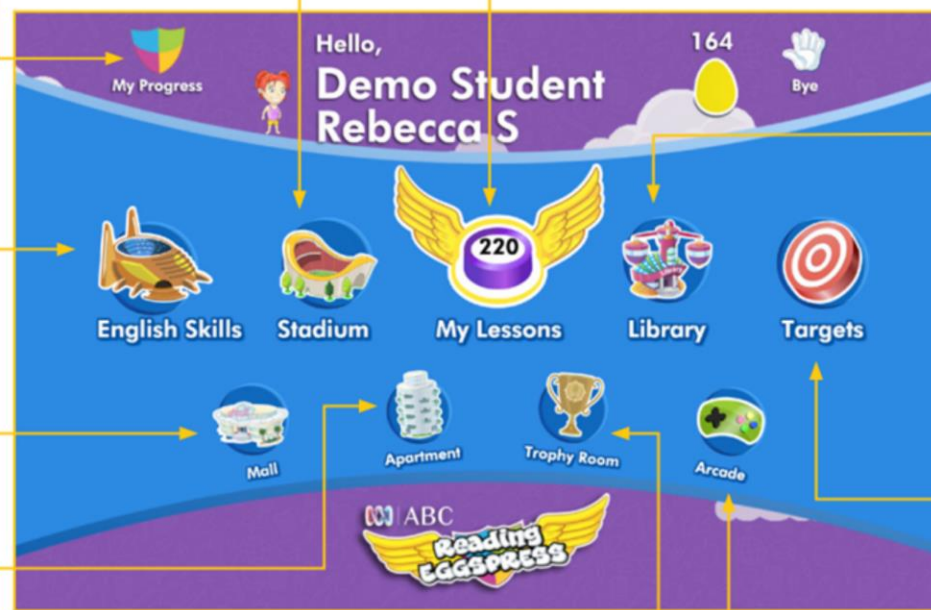 Hello,
164
My Progress
Demo Student
Bye
Rebecca S
220
English Skills
Stadium
My Lessons
Library
Targets
Mall
Apartment
Trophy Room
Arcade
ABC
Reading
EGGSPRESS